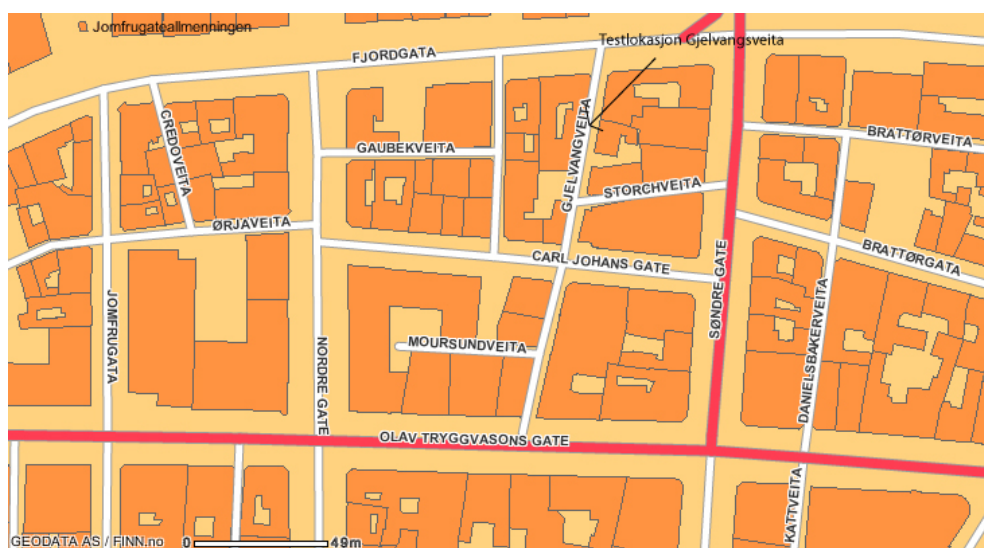 Jomfrugateallmenningen
Testlokasjon Gjelvangsveita
FJORDGATA
CREDOVEITA
GAUBEKVEITA
GJELVANGVEITA
BRATTØRVEITA
STORCHVEITA
ØRJAVEITA
CARL JOHANS GATE
BRATTØRGATA
JOMFRUGATA
NORDRE GATE
MOURSUNDVEITA
SØNDRE GATE
DANIELSBAKERVEITA
OLAV TRYGGVASONS GATE
KATTVEITA
GEODATA AS / FINN.no 0 49m